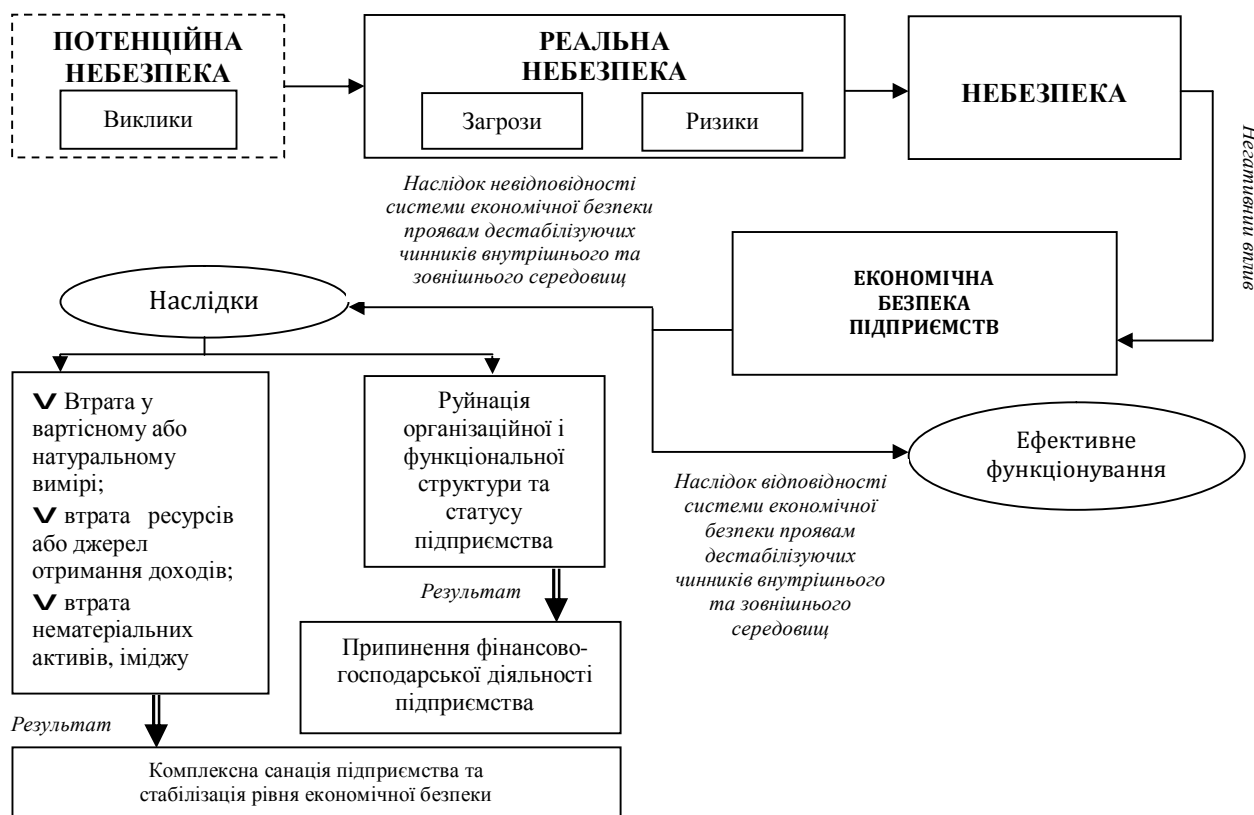 ПОТЕНЦІЙНА
НЕБЕЗПЕКА
Виклики
РЕАЛЬНА
НЕБЕЗПЕКА
Загрози
Ризики
НЕБЕЗПЕКА
Негативний вплив
Наслідок невідповідності
системи економічної безпеки
проявам дестабілізуючих
чинників внутрішнього та
зовнішнього середовищ
ЕКОНОМІЧНА
БЕЗПЕКА
ПІДПРИЄМСТВ
Наслідки
V Втрата у
вартісному або
натуральному
вимірі;
V втрата ресурсів
або джерел
отримання доходів;
V втрата
нематеріальних
активів, іміджу
Руйнація
організаційної і
функціональної
структури та
статусу
підприємства
Ефективне
функціонування
Наслідок відповідності
системи економічної
безпеки проявам
дестабілізуючих
чинників внутрішнього
та зовнішнього
середовищ
Результат
Припинення фінансово-
господарської діяльності
підприємства
Результат
Комплексна санація підприємства та
стабілізація рівня економічної безпеки